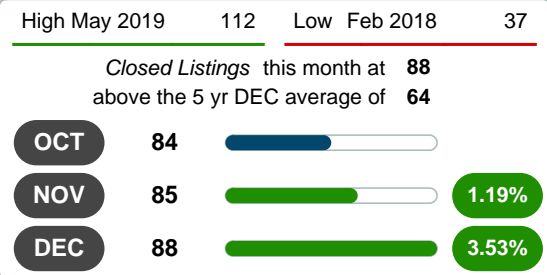 High May 2019 112 Low Feb 2018 37
Closed Listings this month at 88
above the 5 yr DEC average of 64
OCT 84
NOV 85 1.19%
DEC 88 3.53%